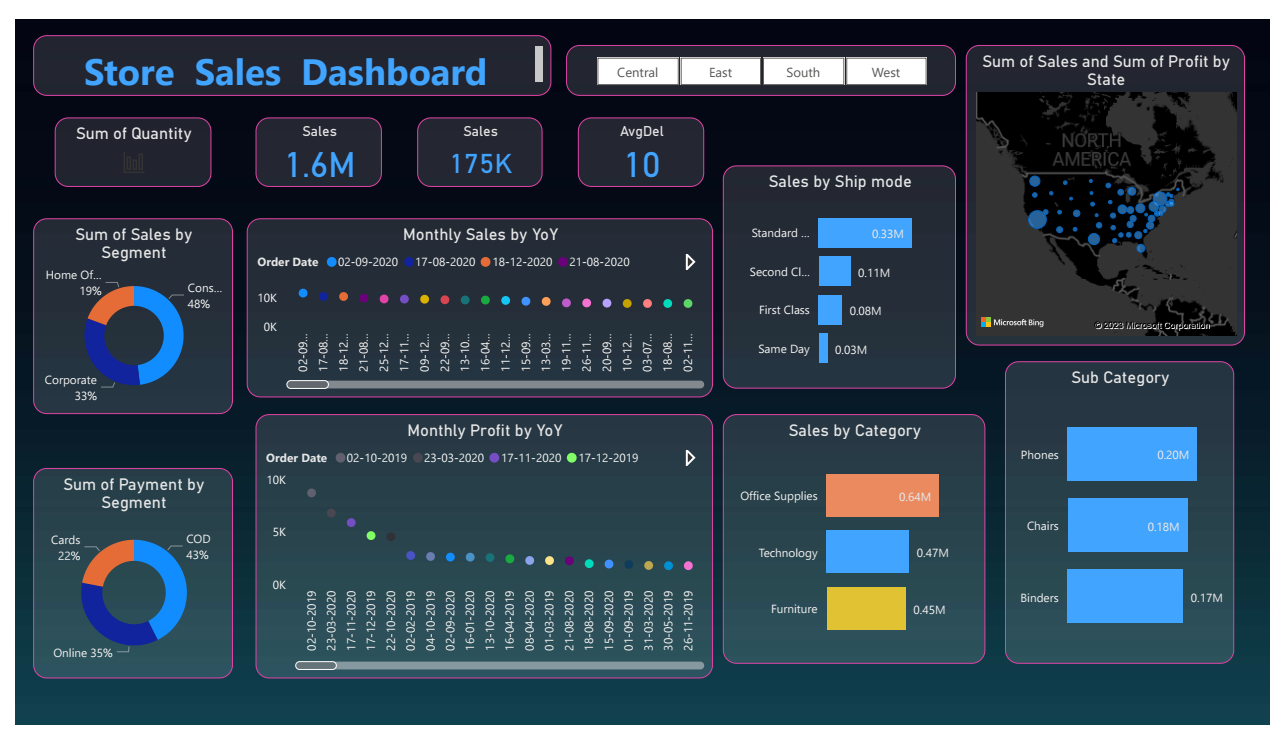 Store Sales Dashboard
Central
East
South
West
Sum of Sales and Sum of Profit by
State
NORTH
AMERICA
Microsoft Bing
© 2023 Microsoft Corporation
Sum of Quantity
Sales
1.6M
Sales
175K
AvgDel
10
Sales by Ship mode
Standard ...
0.33M
Second Cl...
0.11M
First Class
0.08M
Same Day
0.03M
Sum of Sales by
Segment
Home Of...
19%
Cons...
48%
Corporate
33%
Monthly Sales by YoY
Order Date 02-09-2020 17-08-2020 18-12-2020 21-08-2020
10K
0K
02-09...
17-08...
18-12...
21-08...
25-12...
17-11...
09-12...
22-09...
13-10...
16-04...
11-12...
15-09...
13-03...
19-11...
26-11...
20-09...
10-12...
03-07...
18-08...
02-11...
Sub Category
Phones
0.20M
Chairs
0.18M
Binders
0.17M
Monthly Profit by YoY
Order Date 02-10-2019 23-03-2020 17-11-2020 17-12-2019
10K
5K
0K
02-10-2019
23-03-2020
17-11-2020
17-12-2019
22-10-2020
02-02-2020
04-10-2019
02-09-2020
16-01-2020
13-10-2020
16-04-2019
08-04-2020
01-03-2019
21-08-2020
18-08-2020
15-09-2020
01-09-2019
31-03-2020
30-05-2019
26-11-2019
Sales by Category
Office Supplies
0.64M
Technology
0.47M
Furniture
0.45M
Sum of Payment by
Segment
Cards
22%
COD
43%
Online 35%